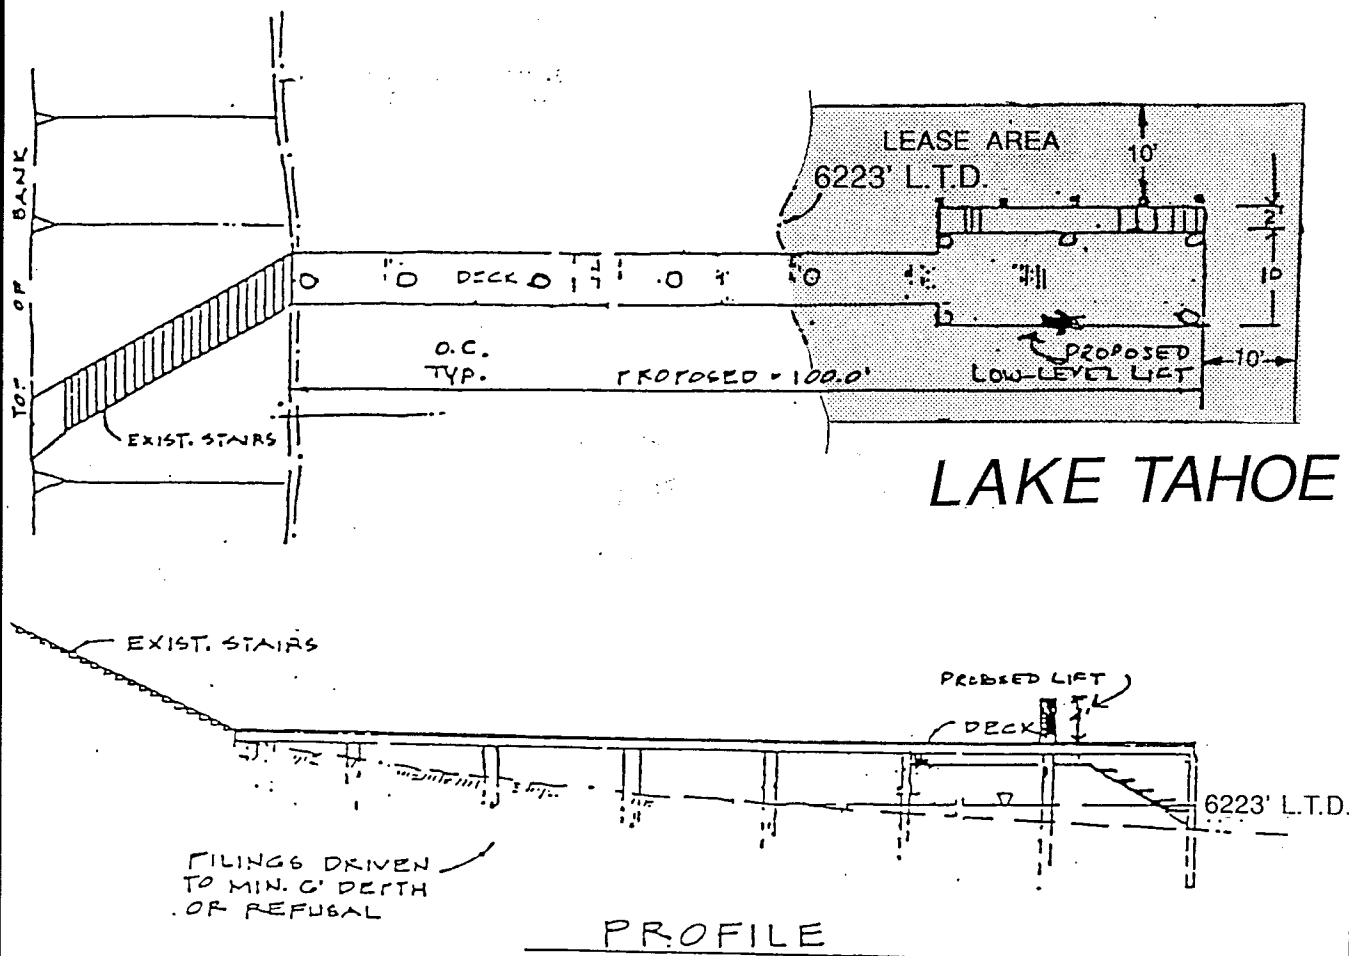 TOP OF BANK
LEASE AREA
6223' L.T.D.
10'
2'
10
DECK
O.C.
TYP.
PROPOSED - 100.0'
PROPOSED
LOW-LEVEL LIFT
10'
EXIST. STAIRS
LAKE TAHOE
EXIST. STAIRS
PROPOSED LIFT
DECK
6223' L.T.D.
PILINGS DRIVEN
TO MIN. 6' DEPTH
OR REFUSAL
PROFILE